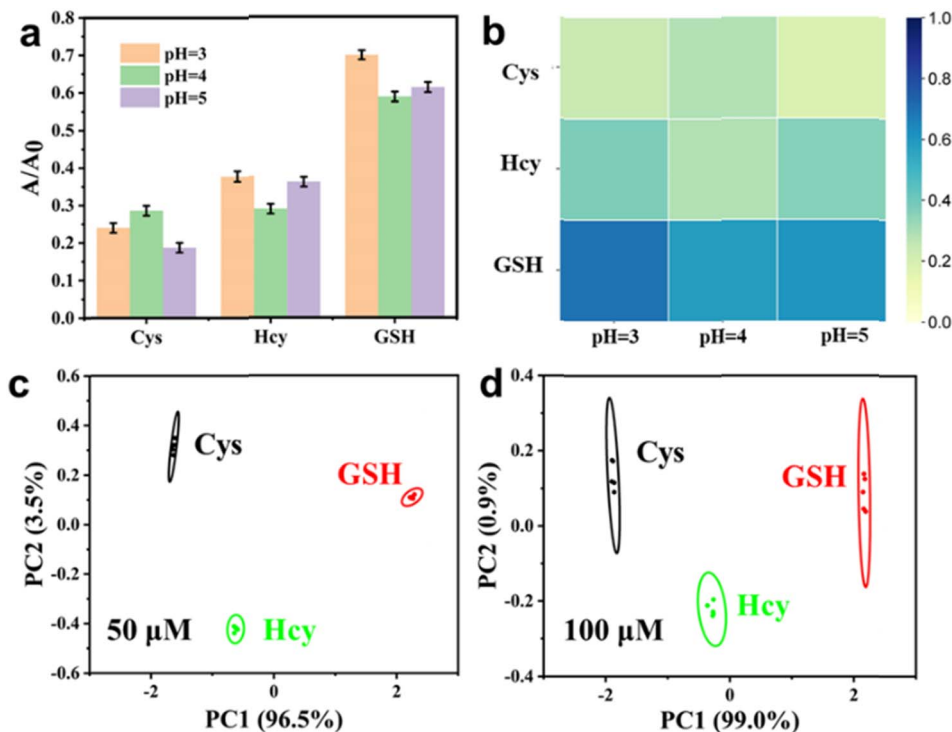 a
0.8
0.7
0.6
0.5
0.4
0.3
0.2
0.1
0.0
A/A0
pH=3
pH=4
pH=5
Cys
Hcy
GSH
b
Cys
Hcy
GSH
pH=3
pH=4
pH=5
1.0
0.8
0.6
0.4
0.2
0.0
c
0.6
0.4
0.2
0.0
-0.2
-0.4
-0.6
PC2 (3.5%)
Cys
GSH
Hcy
50 μM
-2
0
2
PC1 (96.5%)
d
0.4
0.2
0.0
-0.2
-0.4
PC2 (0.9%)
Cys
GSH
Hcy
100 μM
-2
0
2
PC1 (99.0%)